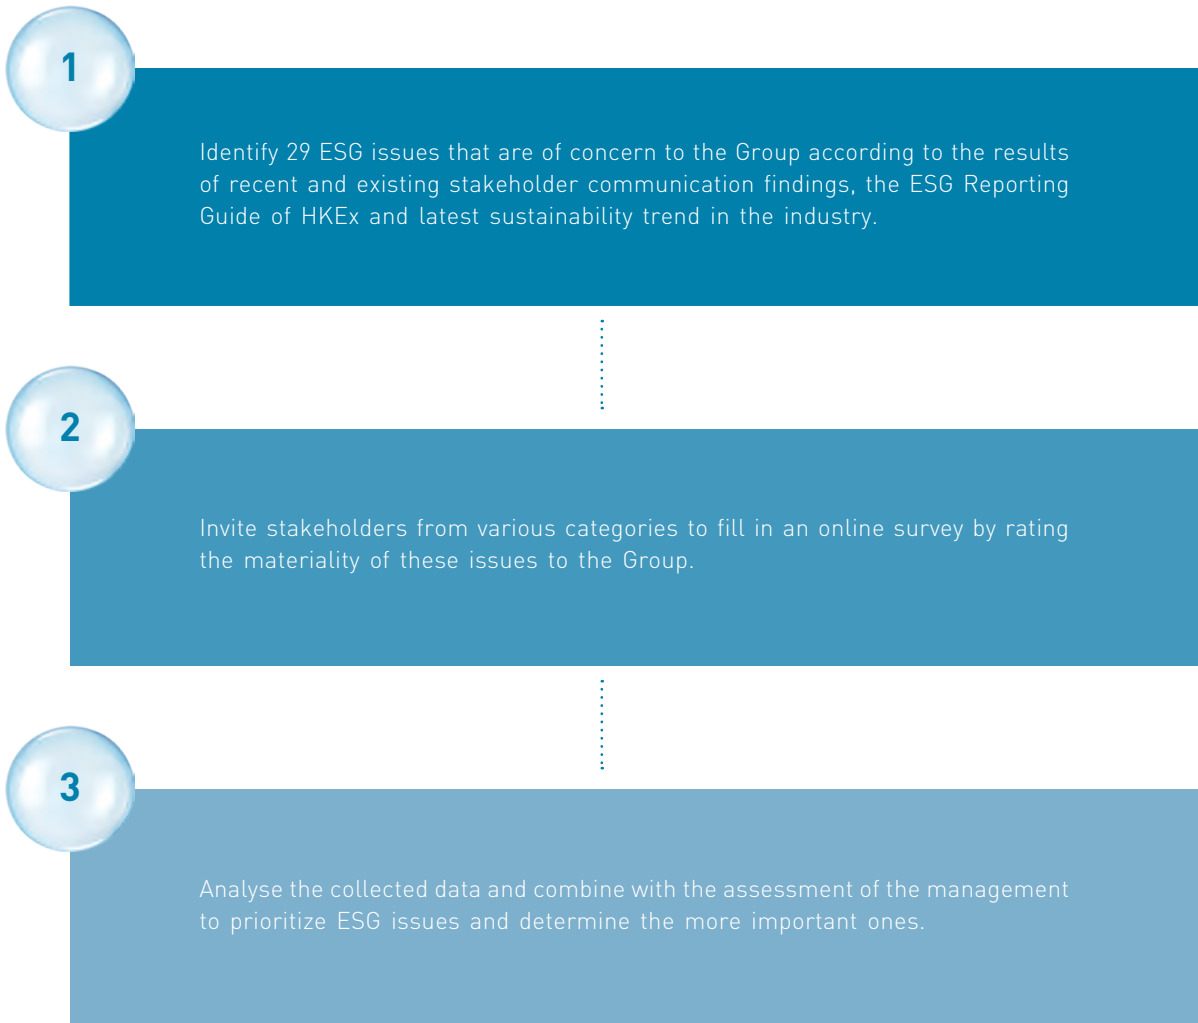 1
Identify 29 ESG issues that are of concern to the Group according to the results
of recent and existing stakeholder communication findings, the ESG Reporting
Guide of HKEx and latest sustainability trend in the industry.
2
Invite stakeholders from various categories to fill in an online survey by rating
the materiality of these issues to the Group.
3
Analyse the collected data and combine with the assessment of the management
to prioritize ESG issues and determine the more important ones.